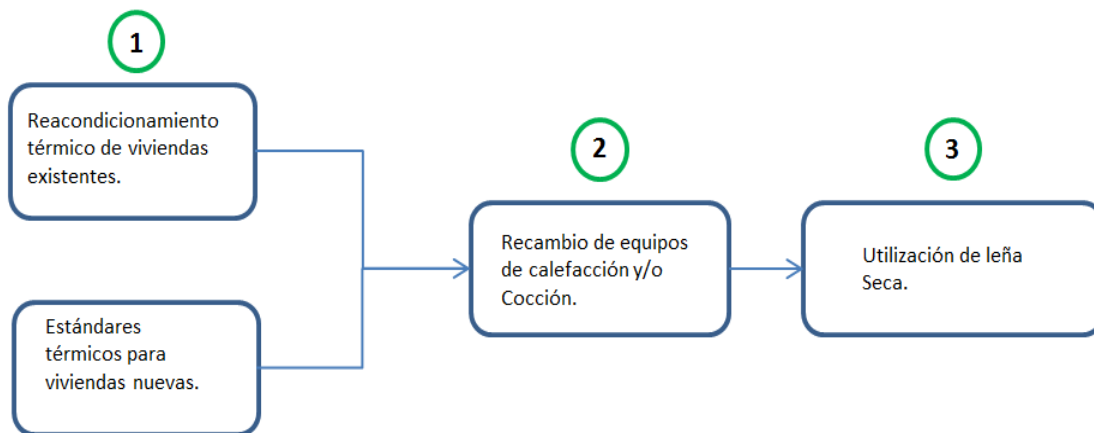 1
Reacondicionamiento
térmico de viviendas
existentes.
Estándares
térmicos para
viviendas nuevas.
2
Recambio de equipos
de calefacción y/o
Cocción.
3
Utilización de leña
Seca.